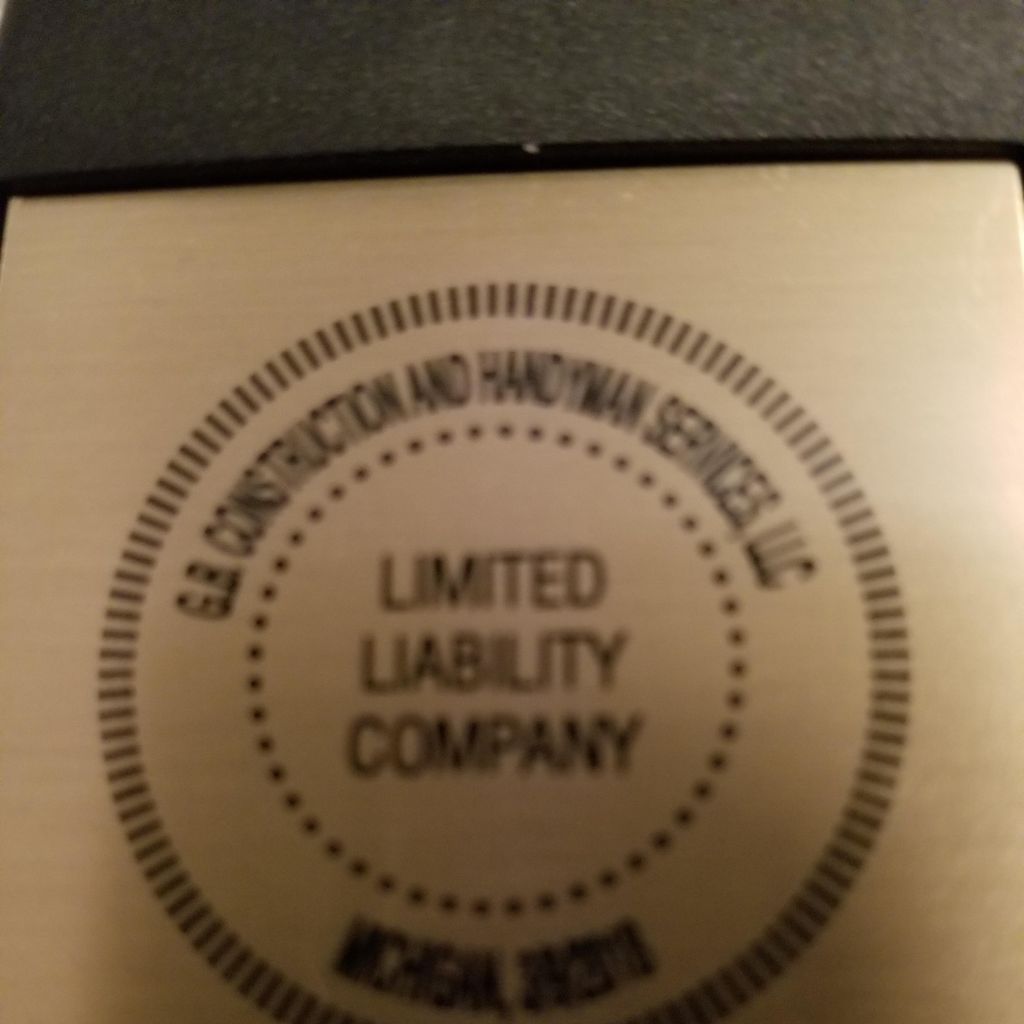 G.B. CONSTRUCTION AND HANDYMAN SERVICES, LLC
LIMITED
LIABILITY
COMPANY
MICHIGAN,